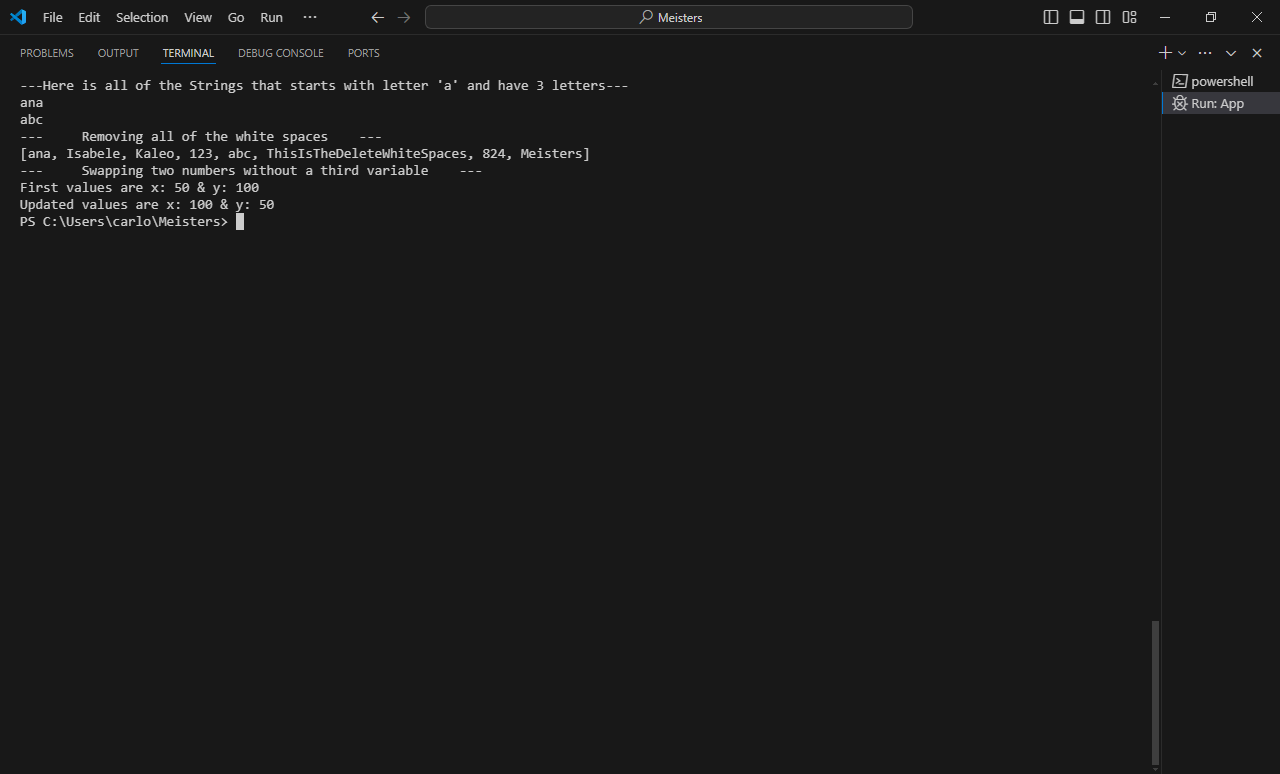 File Edit Selection View Go Run ··· Meisters
PROBLEMS OUTPUT TERMINAL DEBUG CONSOLE PORTS
---Here is all of the Strings that starts with letter 'a' and have 3 letters---
ana
abc
---     Removing all of the white spaces    ---
[ana, Isabele, Kaleo, 123, abc, ThisIsTheDeleteWhiteSpaces, 824, Meisters]
---     Swapping two numbers without a third variable    ---
First values are x: 50 & y: 100
Updated values are x: 100 & y: 50
PS C:\Users\carlo\Meisters>
powershell
Run: App